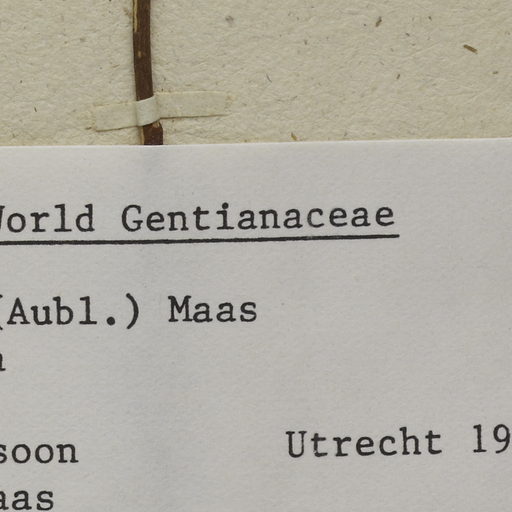 World Gentianaceae
(Aubl.) Maas
soon Utrecht 19
aas